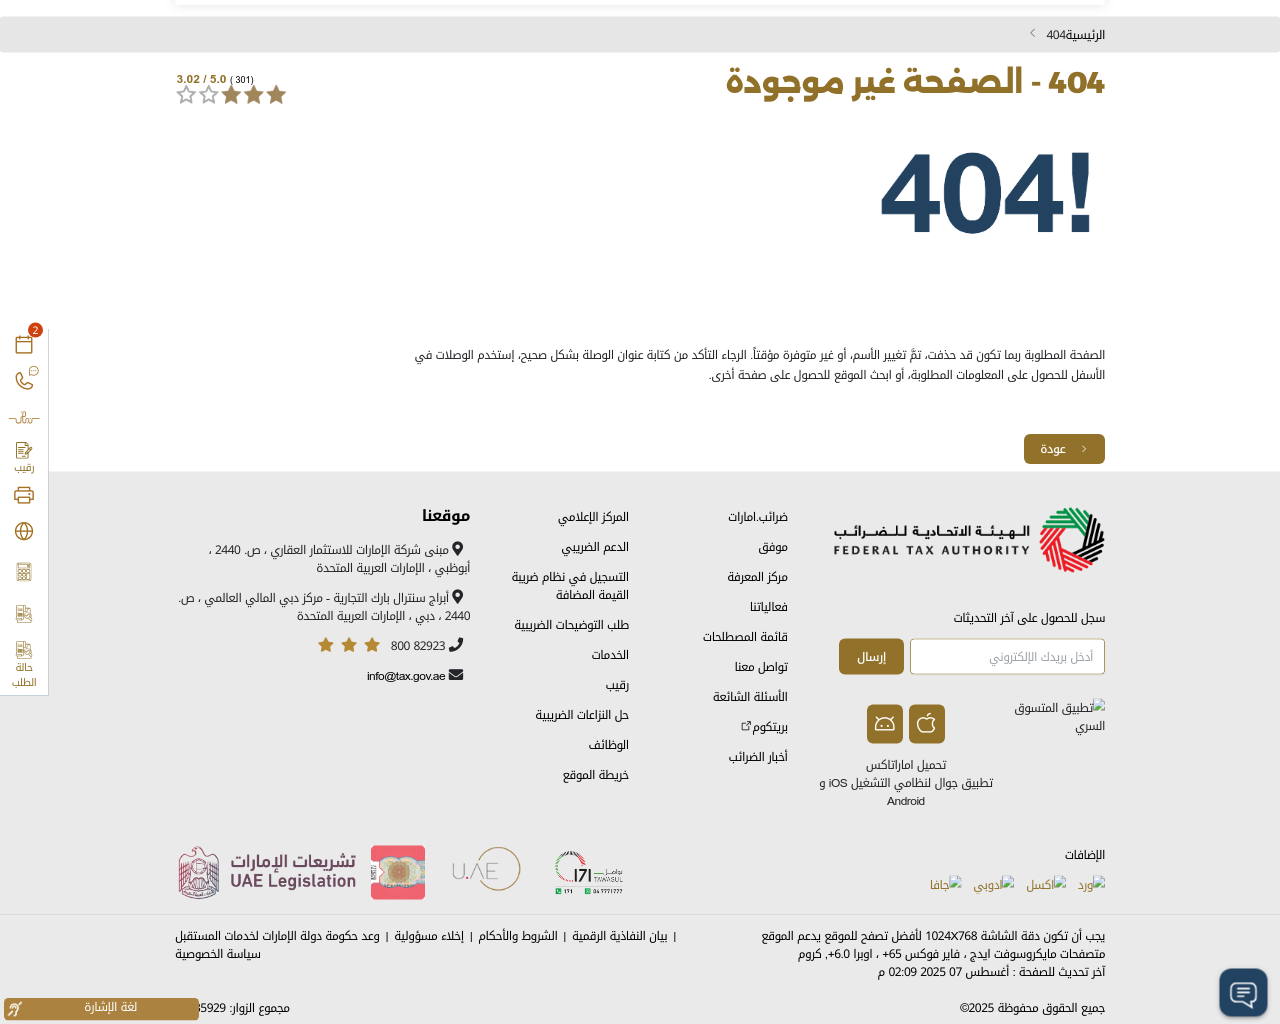 الرئيسية
404
404 - الصفحة غير موجودة
3.02 / 5.0 ( 301)
404!
الصفحة المطلوبة ربما تكون قد حذفت، تمَّ تغيير الأسم، أو غير متوفرة مؤقتاً. الرجاء التأكد من كتابة عنوان الوصلة بشكل صحيح، إستخدم الوصلات في
الأسفل للحصول على المعلومات المطلوبة، أو ابحث الموقع للحصول على صفحة أخرى.
عودة
2
رقيب
حالة
الطلب
الهيئة الاتحادية للضرائب
FEDERAL TAX AUTHORITY
سجل للحصول على آخر التحديثات
أدخل بريدك الإلكتروني
إرسال
تطبيق المتسوق
السري
تحميل اماراتاكس
تطبيق جوال لنظامي التشغيل iOS و
Android
ضرائب.امارات
موفق
مركز المعرفة
فعالياتنا
قائمة المصطلحات
تواصل معنا
الأسئلة الشائعة
بريتكوم
أخبار الضرائب
المركز الإعلامي
الدعم الضريبي
التسجيل في نظام ضريبة
القيمة المضافة
طلب التوضيحات الضريبية
الخدمات
رقيب
حل النزاعات الضريبية
الوظائف
خريطة الموقع
موقعنا
مبنى شركة الإمارات للاستثمار العقاري ، ص. 2440 ،
أبوظبي ، الإمارات العربية المتحدة
أبراج سنترال بارك التجارية - مركز دبي المالي العالمي ، ص.
2440 ، دبي ، الإمارات العربية المتحدة
800 82923
info@tax.gov.ae
الإضافات
ورد
اكسل
ادوبي
جافا
تواصل 171
TAWASUL
171
04 7771777
U.AE
تشريعات الإمارات
UAE Legislation
يجب أن تكون دقة الشاشة 1024X768 لأفضل تصفح للموقع يدعم الموقع
متصفحات مايكروسوفت ايدج ، فاير فوكس 65+ ، اوبرا 6.0+, كروم
آخر تحديث للصفحة : أغسطس 07 2025 02:09 م
| بيان النفاذية الرقمية | الشروط والأحكام | إخلاء مسؤولية | وعد حكومة دولة الإمارات لخدمات المستقبل
سياسة الخصوصية
جميع الحقوق محفوظة 2025©
مجموع الزوار:
لغة الإشارة